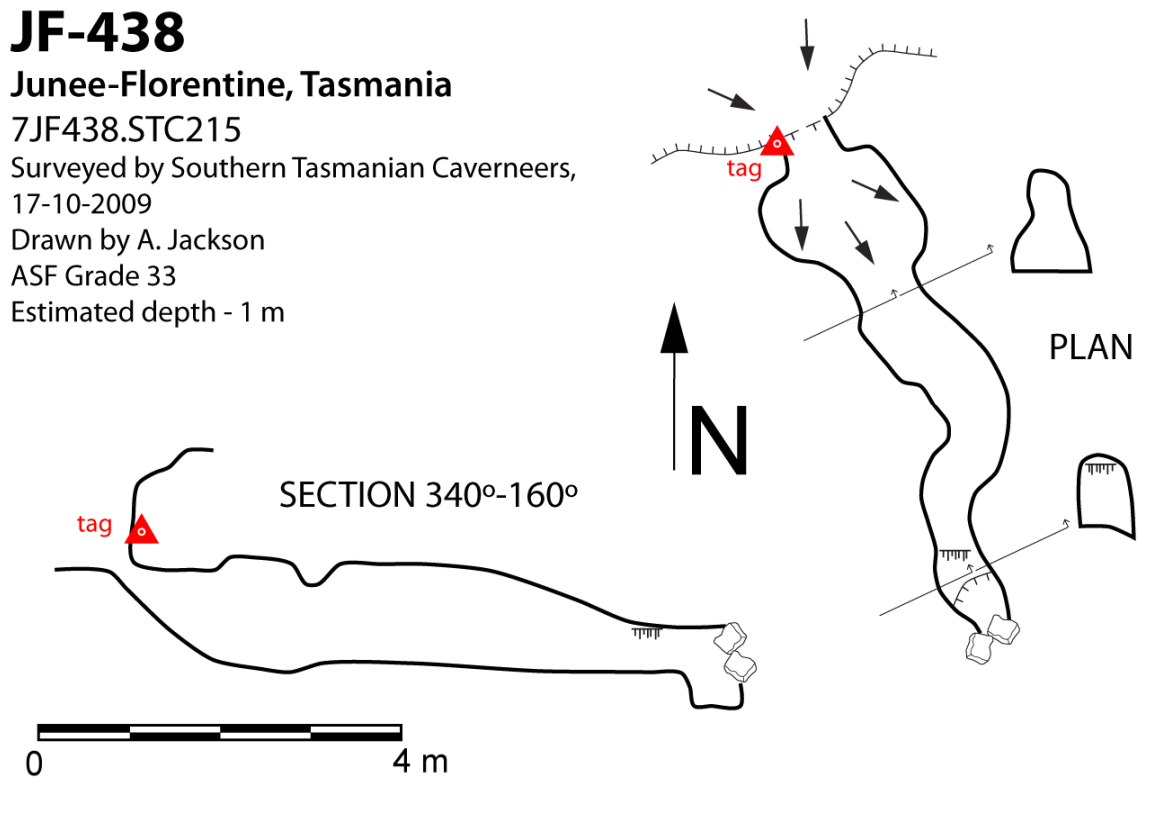 JF-438
Junee-Florentine, Tasmania
7JF438.STC215
Surveyed by Southern Tasmanian Caverneers,
17-10-2009
Drawn by A. Jackson
ASF Grade 33
Estimated depth - 1 m
tag
PLAN
N
SECTION 340º-160º
tag
0
4 m